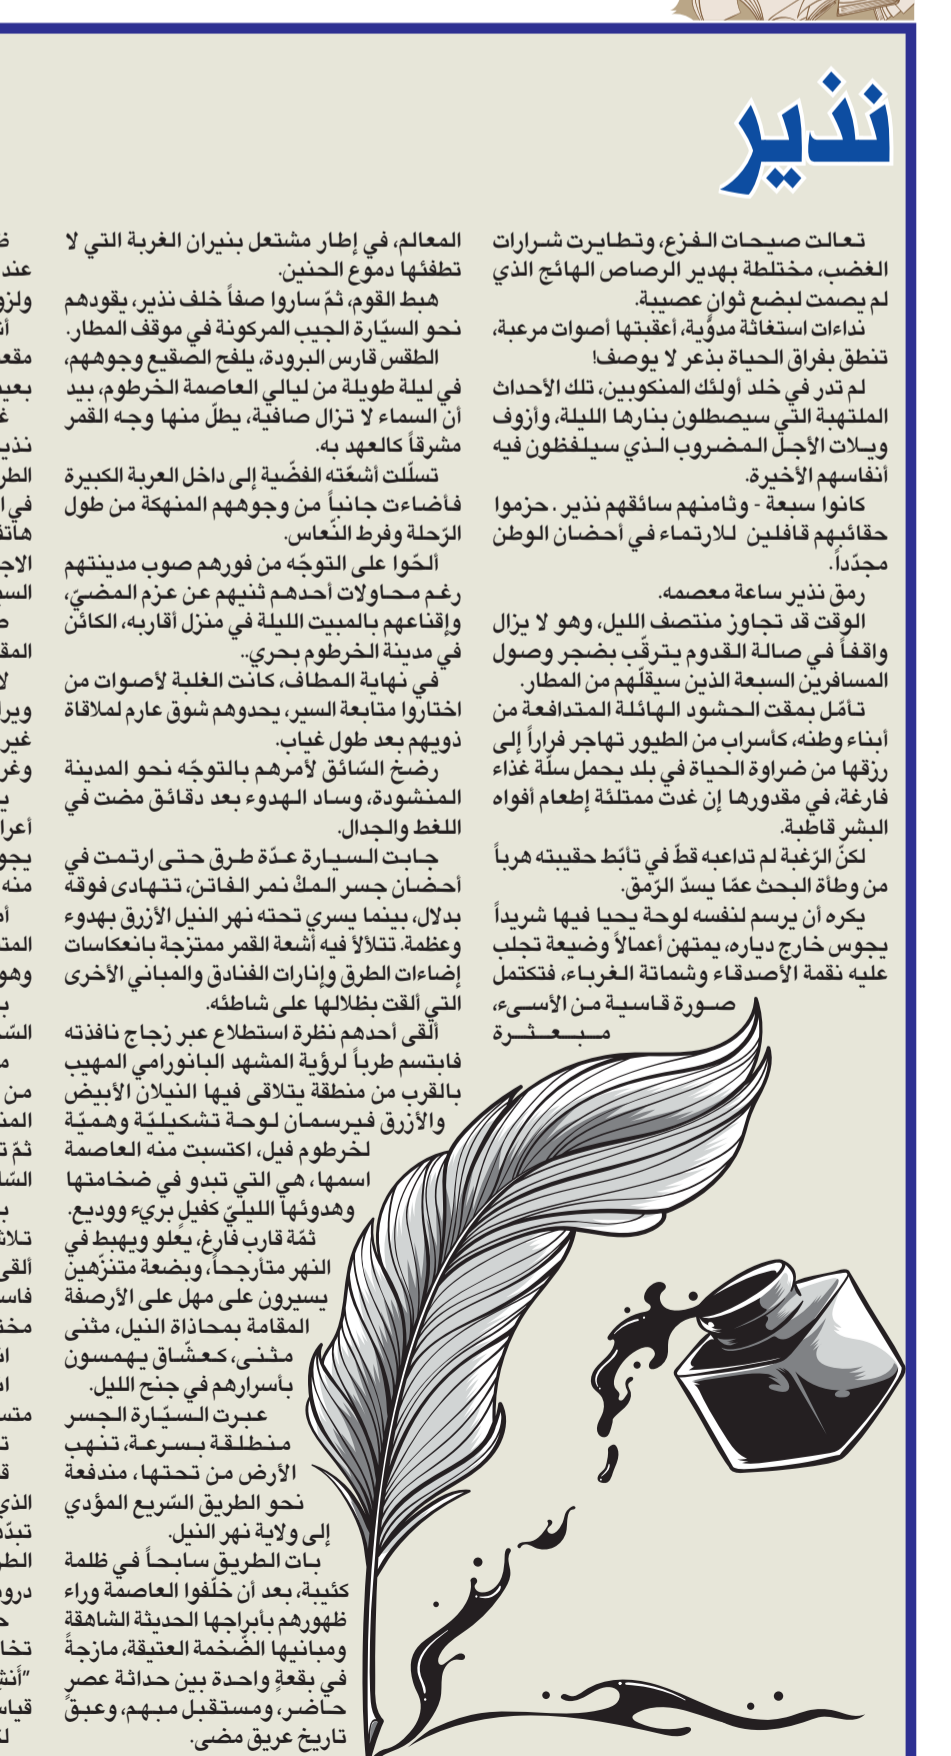 نذير
تعالت صيحات الفزع، وتطايرت شرارات
الغضب، مختلطة بهدير الرصاص الهائج الذي
لم يصمت لبضع ثوانٍ عصيبة.
نداءات استغاثة مدوِّية، أعقبتها أصوات مرعبة،
تنطق بفراق الحياة بذعر لا يوصف!
لم تدر في خلد أولئك المنكوبين، تلك الأحداث
الملتهبة التي سيصطلون بنارها الليلة، وأزوف
ويلات الأجل المضروب الذي سيلفظون فيه
أنفاسهم الأخيرة.
كانوا سبعة - وثامنهم سائقهم نذير . حزموا
حقائبهم قافلين للارتماء في أحضان الوطن
مجدّداً.
رمق نذير ساعة معصمه.
الوقت قد تجاوز منتصف الليل، وهو لا يزال
واقفاً في صالة القدوم يترقّب بضجر وصول
المسافرين السبعة الذين سيقلّهم من المطار.
تأمّل بمقت الحشود الهائلة المتدافعة من
أبناء وطنه، كأسراب من الطيور تهاجر فراراً إلى
رزقها من ضراوة الحياة في بلد يحمل سلّة غذاء
فارغة، في مقدورها إن غدت ممتلئة إطعام أفواه
البشر قاطبة.
لكنّ الرّغبة لم تداعبه قطّ في تأبّط حقيبته هرباً
من وطأة البحث عمّا يسدّ الرّمق.
يكره أن يرسم لنفسه لوحة يحيا فيها شريداً
يجوس خارج دياره، يمتهن أعمالاً وضيعة تجلب
عليه نقمة الأصدقاء وشماتة الغرباء، فتكتمل
صورة قاسية من الأسىء،
مبعثرة
المعالم، في إطار مشتعل بنيران الغربة التي لا
تطفئها دموع الحنين.
هبط القوم، ثمّ ساروا صفاً خلف نذير، يقودهم
نحو السيّارة الجيب المركونة في موقف المطار.
الطقس قارس البرودة، يلفح الصقيع وجوههم،
في ليلة طويلة من ليالي العاصمة الخرطوم، بيد
أن السماء لا تزال صافية، يطلّ منها وجه القمر
مشرقاً كالعهد به.
تسلّلت أشعّته الفضّية إلى داخل العربة الكبيرة
فأضاءت جانباً من وجوههم المنهكة من طول
الرّحلة وفرط النّعاس.
ألحّوا على التوجّه من فورهم صوب مدينتهم
رغم محاولات أحدهم ثنيهم عن عزم المضيّ،
وإقناعهم بالمبيت الليلة في منزل أقاربه، الكائن
في مدينة الخرطوم بحري..
في نهاية المطاف، كانت الغلبة لأصوات من
اختاروا متابعة السير، يحدوهم شوق عارم لملاقاة
ذويهم بعد طول غياب.
رضخ السّائق لأمرهم بالتوجّه نحو المدينة
المنشودة، وساد الهدوء بعد دقائق مضت في
اللغط والجدال.
جابت السيارة عدّة طرق حتى ارتمت في
أحضان جسر المكْ نمر الفاتن، تتهادى فوقه
بدلال، بينما يسري تحته نهر النيل الأزرق بهدوء
وعظمة. تتلألأ فيه أشعة القمر ممتزجة بانعكاسات
إضاءات الطرق وإنارات الفنادق والمباني الأخرى
التي ألقت بظلالها على شاطئه.
ألقى أحدهم نظرة استطلاع عبر زجاج نافذته
فابتسم طرباً لرؤية المشهد البانورامي المهيب
بالقرب من منطقة يتلاقى فيها النيلان الأبيض
والأزرق فيرسمان لوحة تشكيليّة وهميّة
لخرطوم فيل، اكتسبت منه العاصمة
اسمها، هي التي تبدو في ضخامتها
وهدوئها الليليّ كفيل بريء ووديع.
ثمّة قارب فارغ، يعلو ويهبط في
النهر متأرجحاً، وبضعة متنزّهين
يسيرون على مهل على الأرصفة
المقامة بمحاذاة النيل، مثنى
مثنى، كعشّاق يهمسون
بأسرارهم في جنح الليل.
عبرت السيّارة الجسر
منطلقة بسرعة، تنهب
الأرض من تحتها، مندفعة
نحو الطريق السّريع المؤدي
إلى ولاية نهر النيل.
بات الطريق سابحاً في ظلمة
كئيبة، بعد أن خلّفوا العاصمة وراء
ظهورهم بأبراجها الحديثة الشاهقة
ومبانيها الضّخمة العتيقة، مازجةً
في بقعةٍ واحدة بين حداثة عصرٍ
حاضر، ومستقبل مبهم، وعبقَ
تاريخ عريق مضى.